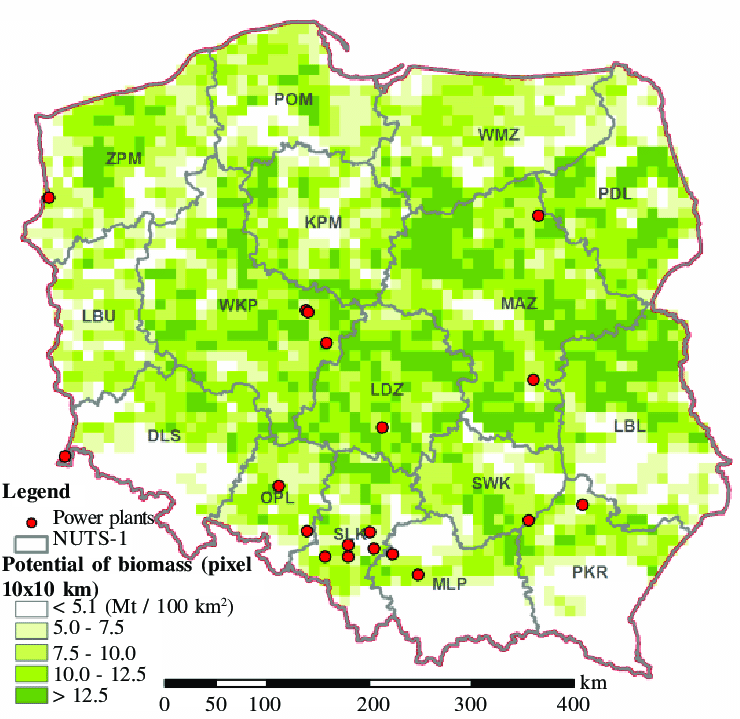 POM
WMZ
ZPM
PDL
KPM
WKP
MAZ
LBU
LDZ
DLS
LBL
SWK
OPL
SLK
PKR
MLP
Legend
Power plants
NUTS-1
Potential of biomass (pixel
10x10 km)
< 5.1 (Mt / 100 km²)
5.0 - 7.5
7.5 - 10.0
10.0 - 12.5
> 12.5
km
0 50 100 200 300 400